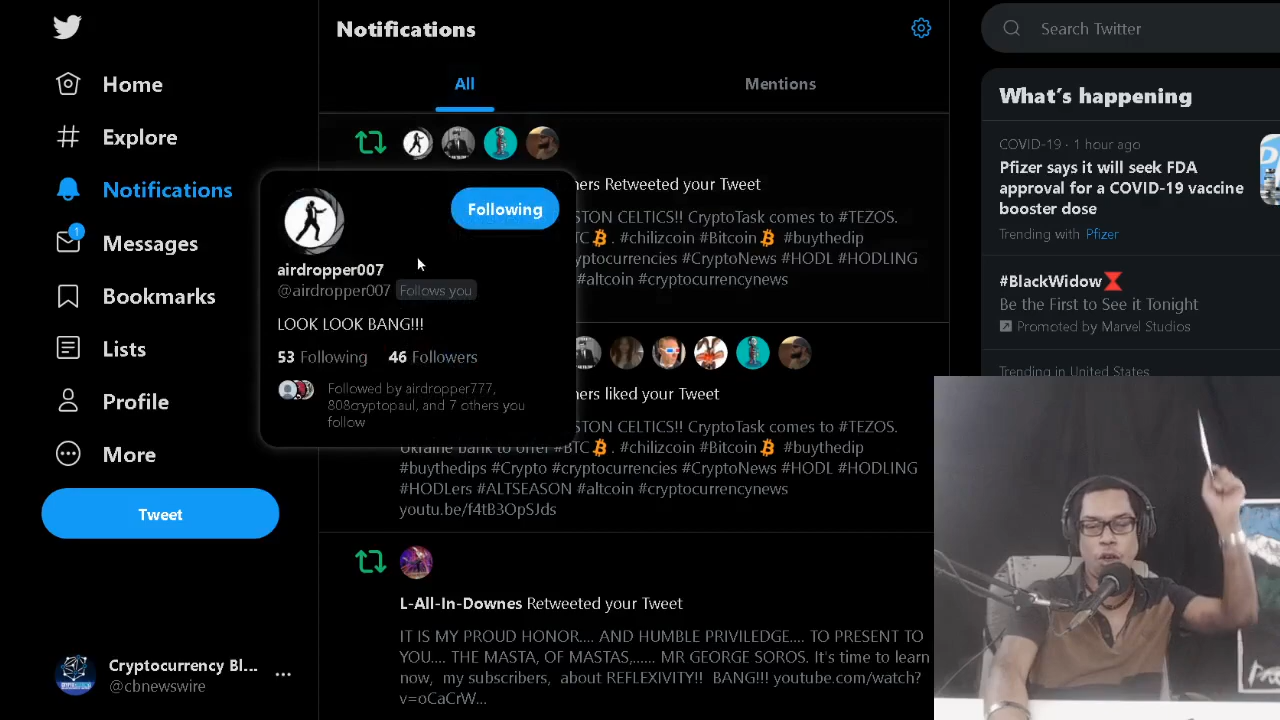 Home
Explore
Notifications
1
Messages
Bookmarks
Lists
Profile
More
Tweet
Cryptocurrency Bl...
@cbnewswire
Notifications
All
Mentions
hers Retweeted your Tweet
STON CELTICS!! CryptoTask comes to #TEZOS.
TC . #chilizcoin #Bitcoin #buythedip
yptocurrencies #CryptoNews #HODL #HODLING
#altcoin #cryptocurrencynews
Following
airdropper007
@airdropper007 Follows you
LOOK LOOK BANG!!!
53 Following 46 Followers
Followed by airdropper777,
808cryptopaul, and 7 others you
follow
hers liked your Tweet
STON CELTICS!! CryptoTask comes to #TEZOS.
Ukraine bank to offer #BTC . #chilizcoin #Bitcoin #buythedip
#buythedips #Crypto #cryptocurrencies #CryptoNews #HODL #HODLING
#HODLers #ALTSEASON #altcoin #cryptocurrencynews
youtu.be/f4tB3OpSJds
L-All-In-Downes Retweeted your Tweet
IT IS MY PROUD HONOR.... AND HUMBLE PRIVILEDGE.... TO PRESENT TO
YOU.... THE MASTA, OF MASTAS,...... MR GEORGE SOROS. It's time to learn
now, my subscribers, about REFLEXIVITY!! BANG!!! youtube.com/watch?
v=oCaCrW...
Search Twitter
What's happening
COVID-19 · 1 hour ago
Pfizer says it will seek FDA
approval for a COVID-19 vaccine
booster dose
Trending with Pfizer
#BlackWidow
Be the First to See it Tonight
Promoted by Marvel Studios
Trending in United States